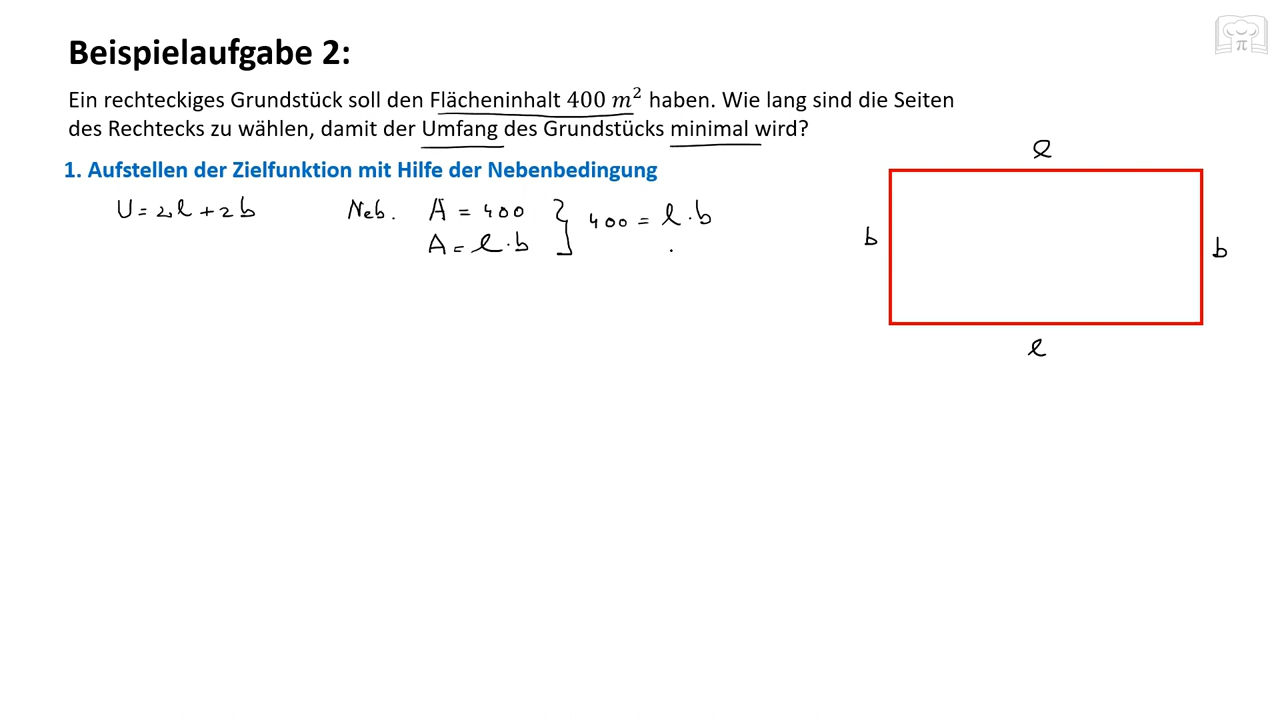 Beispielaufgabe 2:
Ein rechteckiges Grundstück soll den Flächeninhalt 400 m² haben. Wie lang sind die Seiten
des Rechtecks zu wählen, damit der Umfang des Grundstücks minimal wird?
1. Aufstellen der Zielfunktion mit Hilfe der Nebenbedingung
U = 2l + 2b Neb. A = 400 } 400 = l · b
A = l · b
l
b
b
l
π